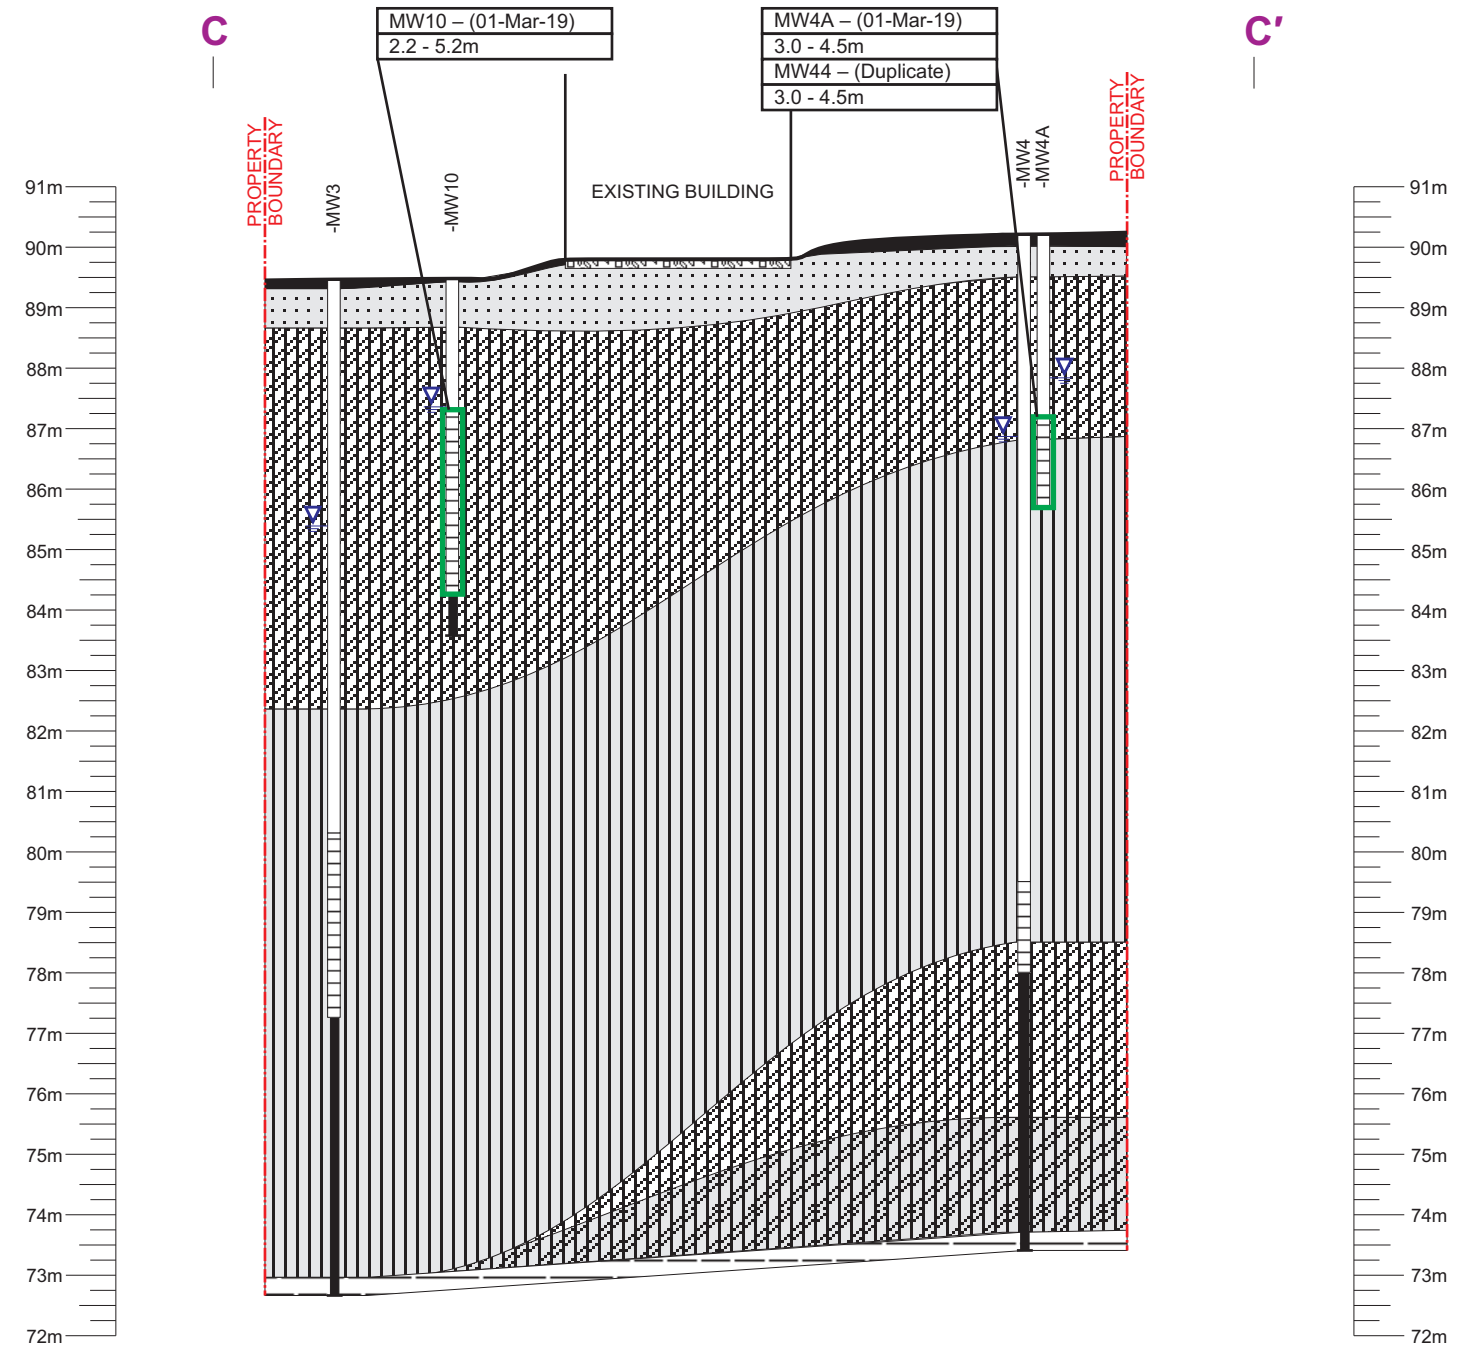 C
C'
MW10 – (01-Mar-19)
2.2 - 5.2m
MW4A – (01-Mar-19)
3.0 - 4.5m
MW44 – (Duplicate)
3.0 - 4.5m
PROPERTY
BOUNDARY
-MW3
-MW10
EXISTING BUILDING
-MW4
-MW4A
PROPERTY
BOUNDARY
91m
90m
89m
88m
87m
86m
85m
84m
83m
82m
81m
80m
79m
78m
77m
76m
75m
74m
73m
72m
91m
90m
89m
88m
87m
86m
85m
84m
83m
82m
81m
80m
79m
78m
77m
76m
75m
74m
73m
72m